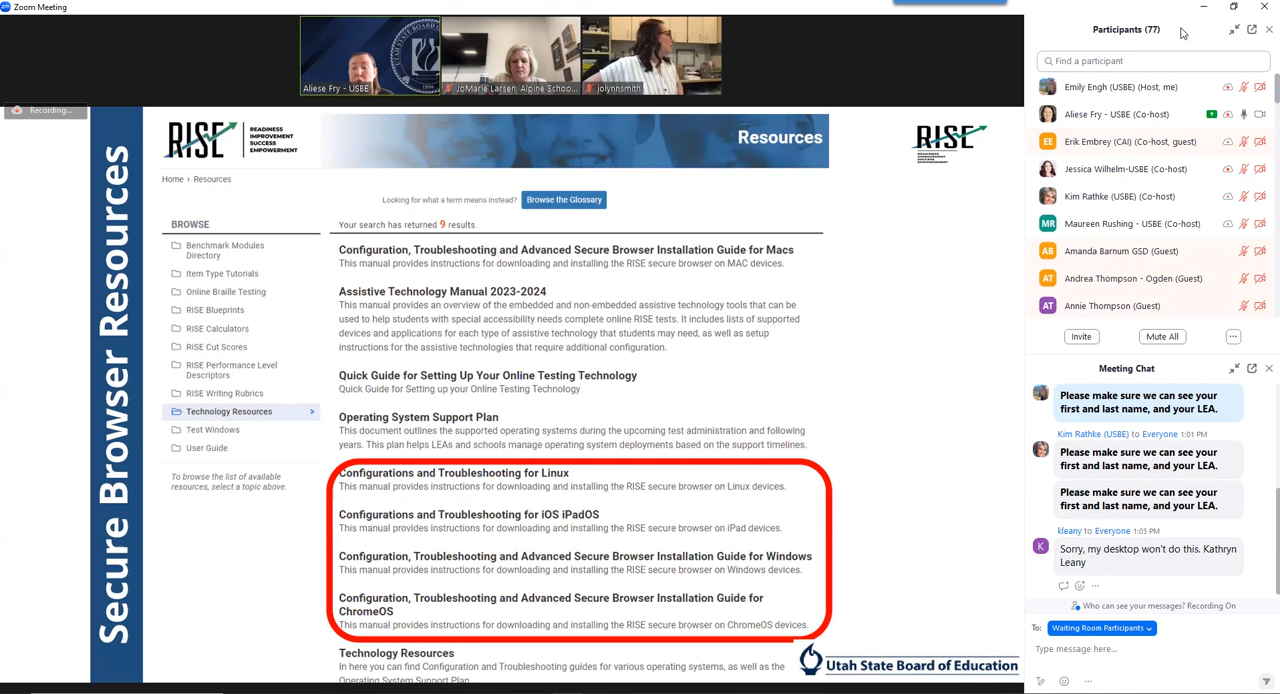 Zoom Meeting
Aliese Fry - USBE
JoMarie Larsen, Alpine Schoo...
jolynnsmith
Recording...
Secure Browser Resources
RISE
READINESS
IMPROVEMENT
SUCCESS
EMPOWERMENT
Resources
RISE
READINESS
IMPROVEMENT
SUCCESS
EMPOWERMENT
Home › Resources
Looking for what a term means instead? Browse the Glossary
BROWSE
Benchmark Modules
Directory
Item Type Tutorials
Online Braille Testing
RISE Blueprints
RISE Calculators
RISE Cut Scores
RISE Performance Level
Descriptors
RISE Writing Rubrics
Technology Resources
Test Windows
User Guide
To browse the list of available
resources, select a topic above.
Your search has returned 9 results.
Configuration, Troubleshooting and Advanced Secure Browser Installation Guide for Macs
This manual provides instructions for downloading and installing the RISE secure browser on MAC devices.
Assistive Technology Manual 2023-2024
This manual provides an overview of the embedded and non-embedded assistive technology tools that can be
used to help students with special accessibility needs complete online RISE tests. It includes lists of supported
devices and applications for each type of assistive technology that students may need, as well as setup
instructions for the assistive technologies that require additional configuration.
Quick Guide for Setting Up Your Online Testing Technology
Quick Guide for Setting up Your Online Testing Technology
Operating System Support Plan
This document outlines the supported operating systems during the upcoming test administration and following
years. This plan helps LEAs and schools manage operating system deployments based on the support timelines.
Configurations and Troubleshooting for Linux
This manual provides instructions for downloading and installing the RISE secure browser on Linux devices.
Configurations and Troubleshooting for iOS iPadOS
This manual provides instructions for downloading and installing the RISE secure browser on iPad devices.
Configuration, Troubleshooting and Advanced Secure Browser Installation Guide for Windows
This manual provides instructions for downloading and installing the RISE secure browser on Windows devices.
Configuration, Troubleshooting and Advanced Secure Browser Installation Guide for
ChromeOS
This manual provides instructions for downloading and installing the RISE secure browser on ChromeOS devices.
Technology Resources
In here you can find Configuration and Troubleshooting guides for various operating systems, as well as the
Operating System Support Plan
Utah State Board of Education
Participants (77)
Find a participant
Emily Engh (USBE) (Host, me)
Aliese Fry - USBE (Co-host)
EE Erik Embrey (CAI) (Co-host, guest)
Jessica Wilhelm-USBE (Co-host)
Kim Rathke (USBE) (Co-host)
MR Maureen Rushing - USBE (Co-host)
AB Amanda Barnum GSD (Guest)
AT Andrea Thompson - Ogden (Guest)
AT Annie Thompson (Guest)
Invite
Mute All
Meeting Chat
Please make sure we can see your
first and last name, and your LEA.
Kim Rathke (USBE) to Everyone 1:01 PM
Please make sure we can see your
first and last name, and your LEA.
Please make sure we can see your
first and last name, and your LEA.
kleany to Everyone 1:03 PM
K
Sorry, my desktop won't do this. Kathryn
Leany
Who can see your messages? Recording On
To: Waiting Room Participants
Type message here...